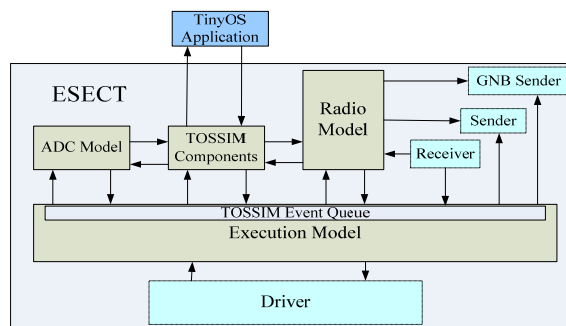 TinyOS
Application
ESECT
GNB Sender
Radio
Model
Sender
ADC Model
TOSSIM
Components
Receiver
TOSSIM Event Queue
Execution Model
Driver